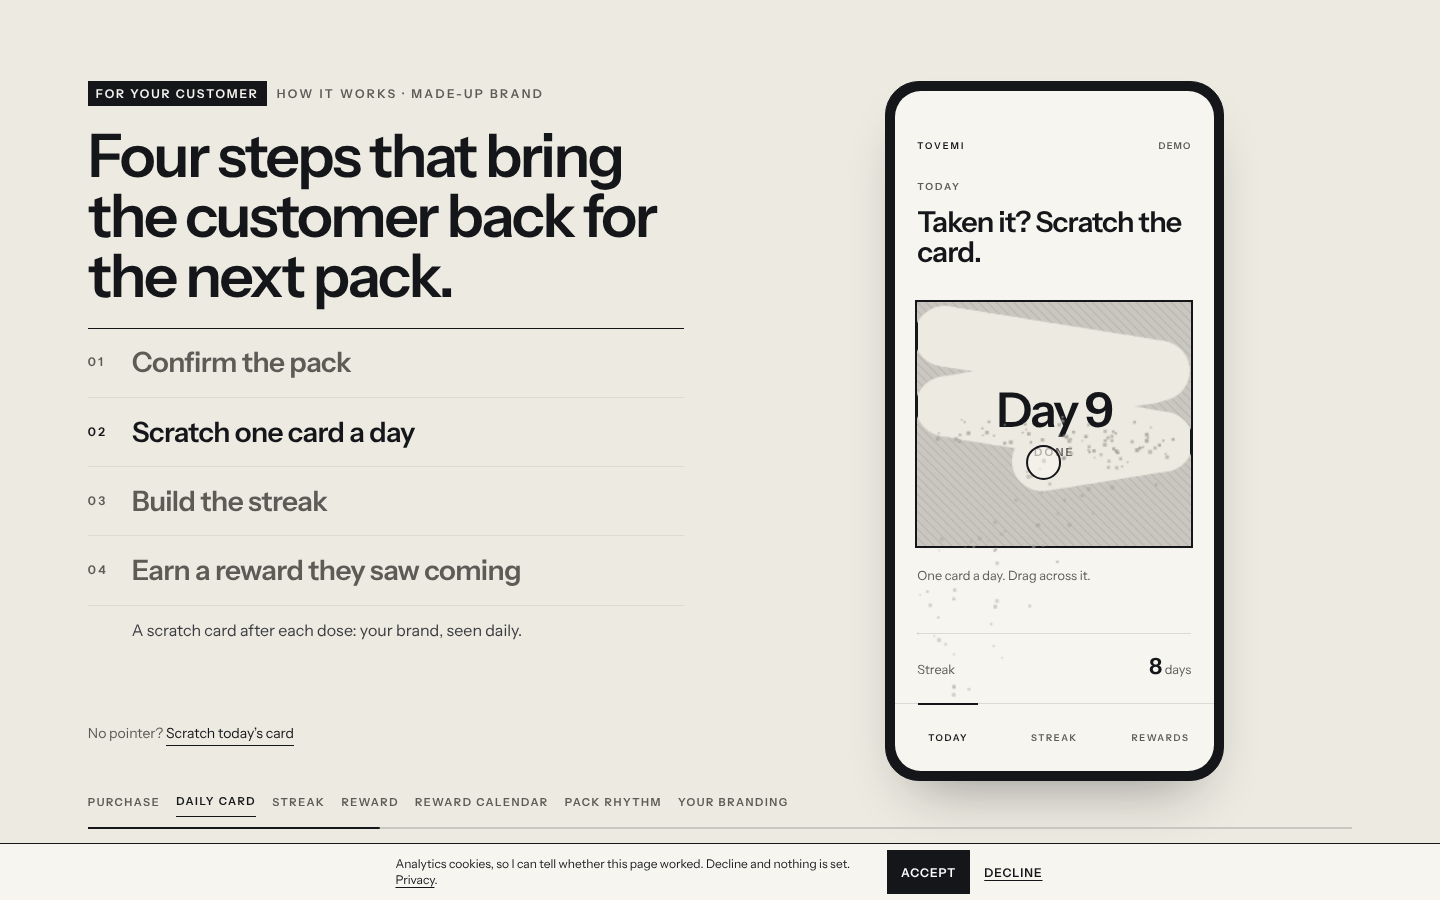 FOR YOUR CUSTOMER HOW IT WORKS · MADE-UP BRAND
Four steps that bring
the customer back for
the next pack.
01 Confirm the pack
02 Scratch one card a day
03 Build the streak
04 Earn a reward they saw coming
A scratch card after each dose: your brand, seen daily.
No pointer? Scratch today’s card
PURCHASE DAILY CARD STREAK REWARD REWARD CALENDAR PACK RHYTHM YOUR BRANDING
TOVEMI DEMO
TODAY
Taken it? Scratch the
card.
Day 9
DONE
One card a day. Drag across it.
Streak 8 days
TODAY STREAK REWARDS
Analytics cookies, so I can tell whether this page worked. Decline and nothing is set.
Privacy.
ACCEPT DECLINE